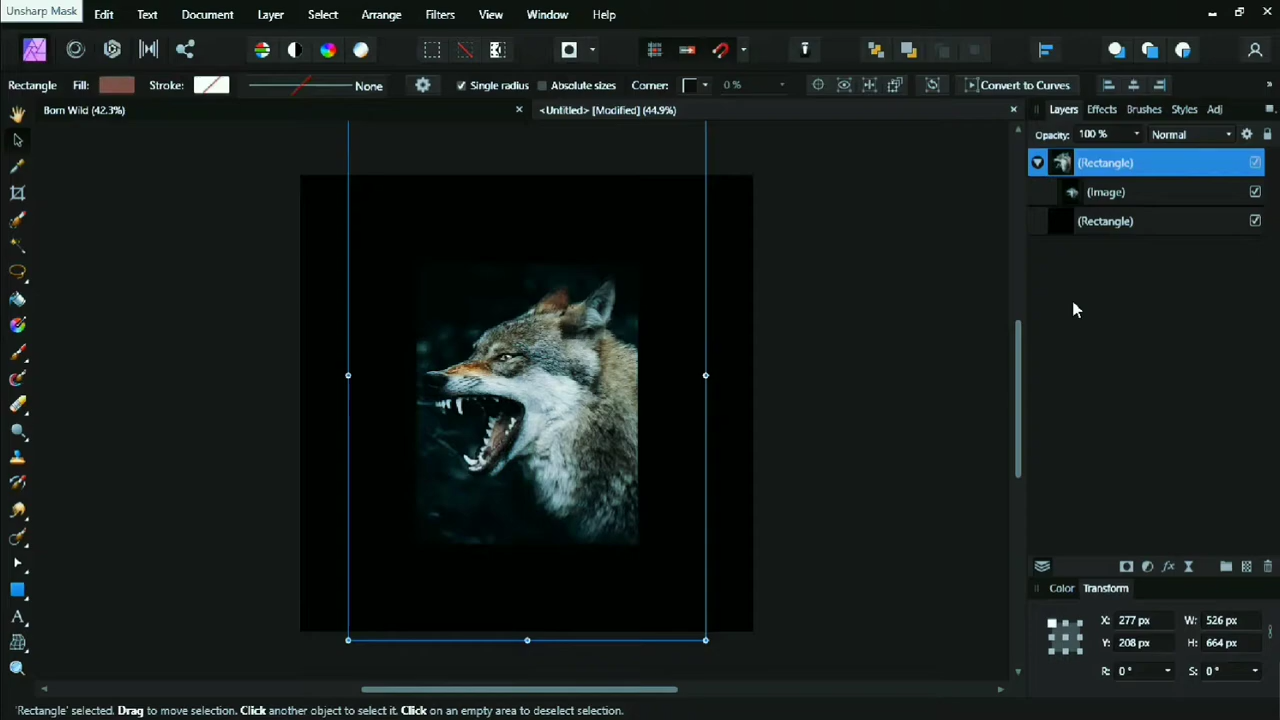 Unsharp Mask
Edit Text Document Layer Select Arrange Filters View Window Help
Rectangle Fill: Stroke: None Single radius Absolute sizes Corner: 0 % Convert to Curves »
Born Wild (42.3%) × <Untitled> [Modified] (44.9%) ×
Layers Effects Brushes Styles Adj
Opacity: 100 % Normal
(Rectangle)
(Image)
(Rectangle)
Color Transform
X: 277 px W: 526 px
Y: 208 px H: 664 px
R: 0 ° S: 0 °
'Rectangle' selected. Drag to move selection. Click another object to select it. Click on an empty area to deselect selection.